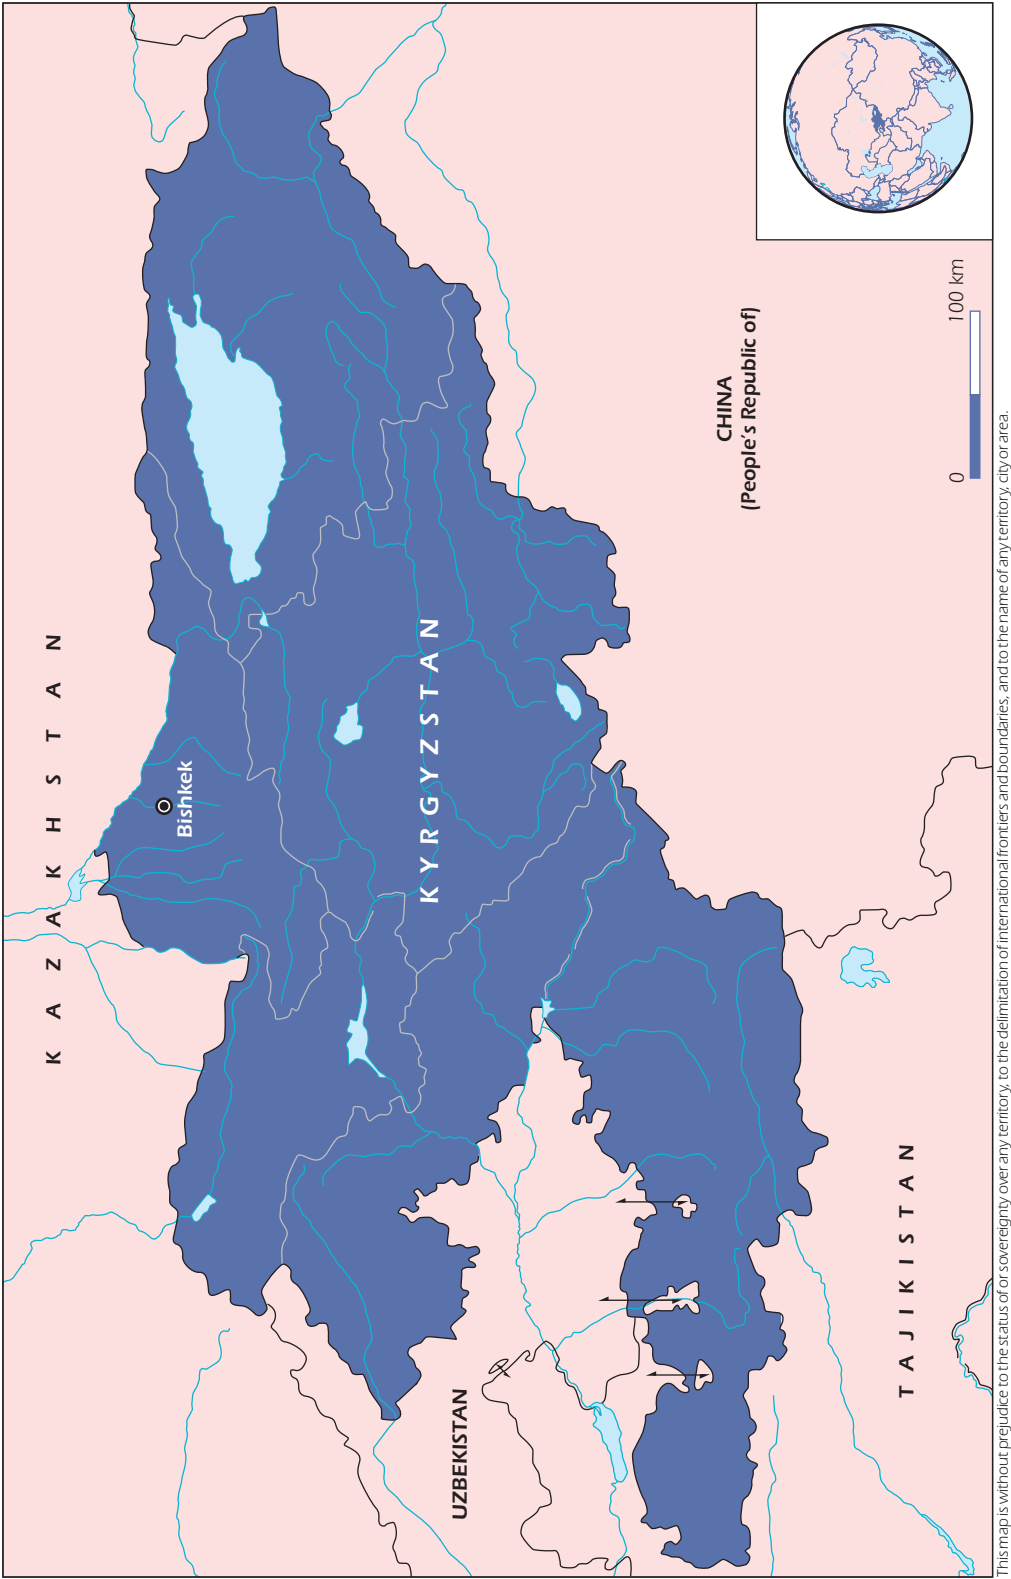 KAZAKHSTAN
Bishkek
KYRGYZSTAN
CHINA
(People's Republic of)
UZBEKISTAN
TAJIKISTAN
0 100 km
This map is without prejudice to the status of or sovereignty over any territory, to the delimitation of international frontiers and boundaries, and to the name of any territory, city or area.